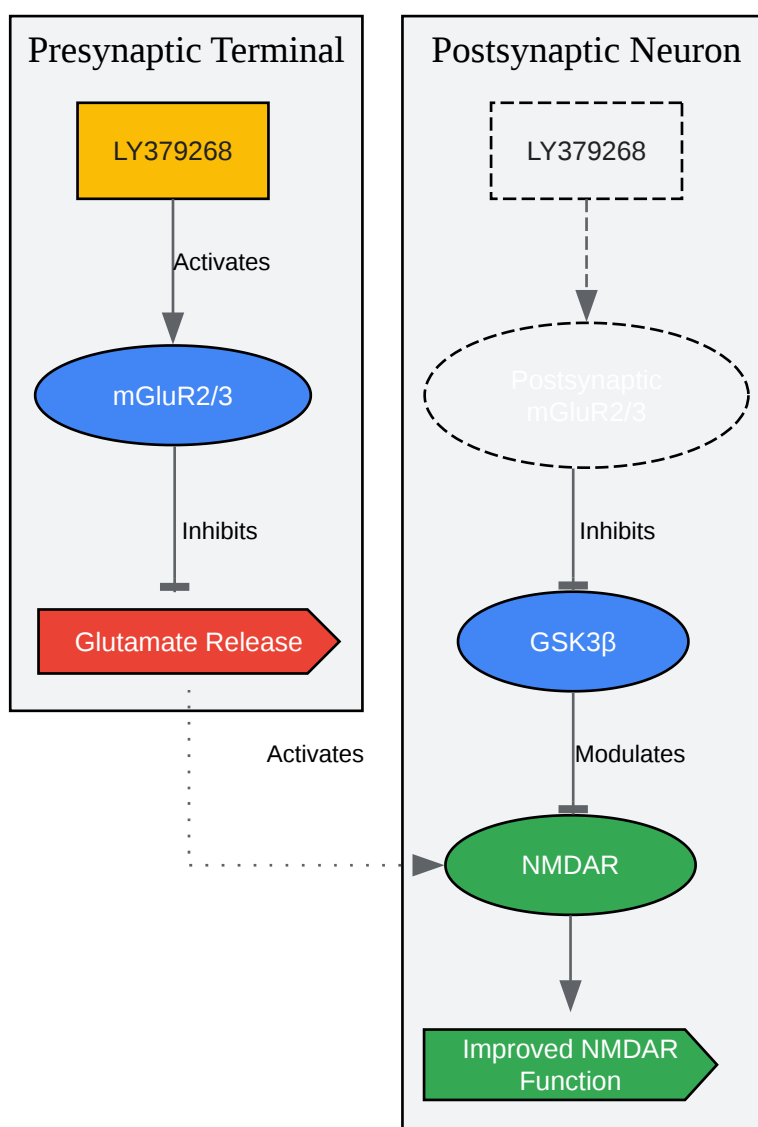 Presynaptic Terminal
LY379268
Activates
mGluR2/3
Inhibits
Glutamate Release
Activates
Postsynaptic Neuron
LY379268
Postsynaptic
mGluR2/3
Inhibits
GSK3β
Modulates
NMDAR
Improved NMDAR
Function